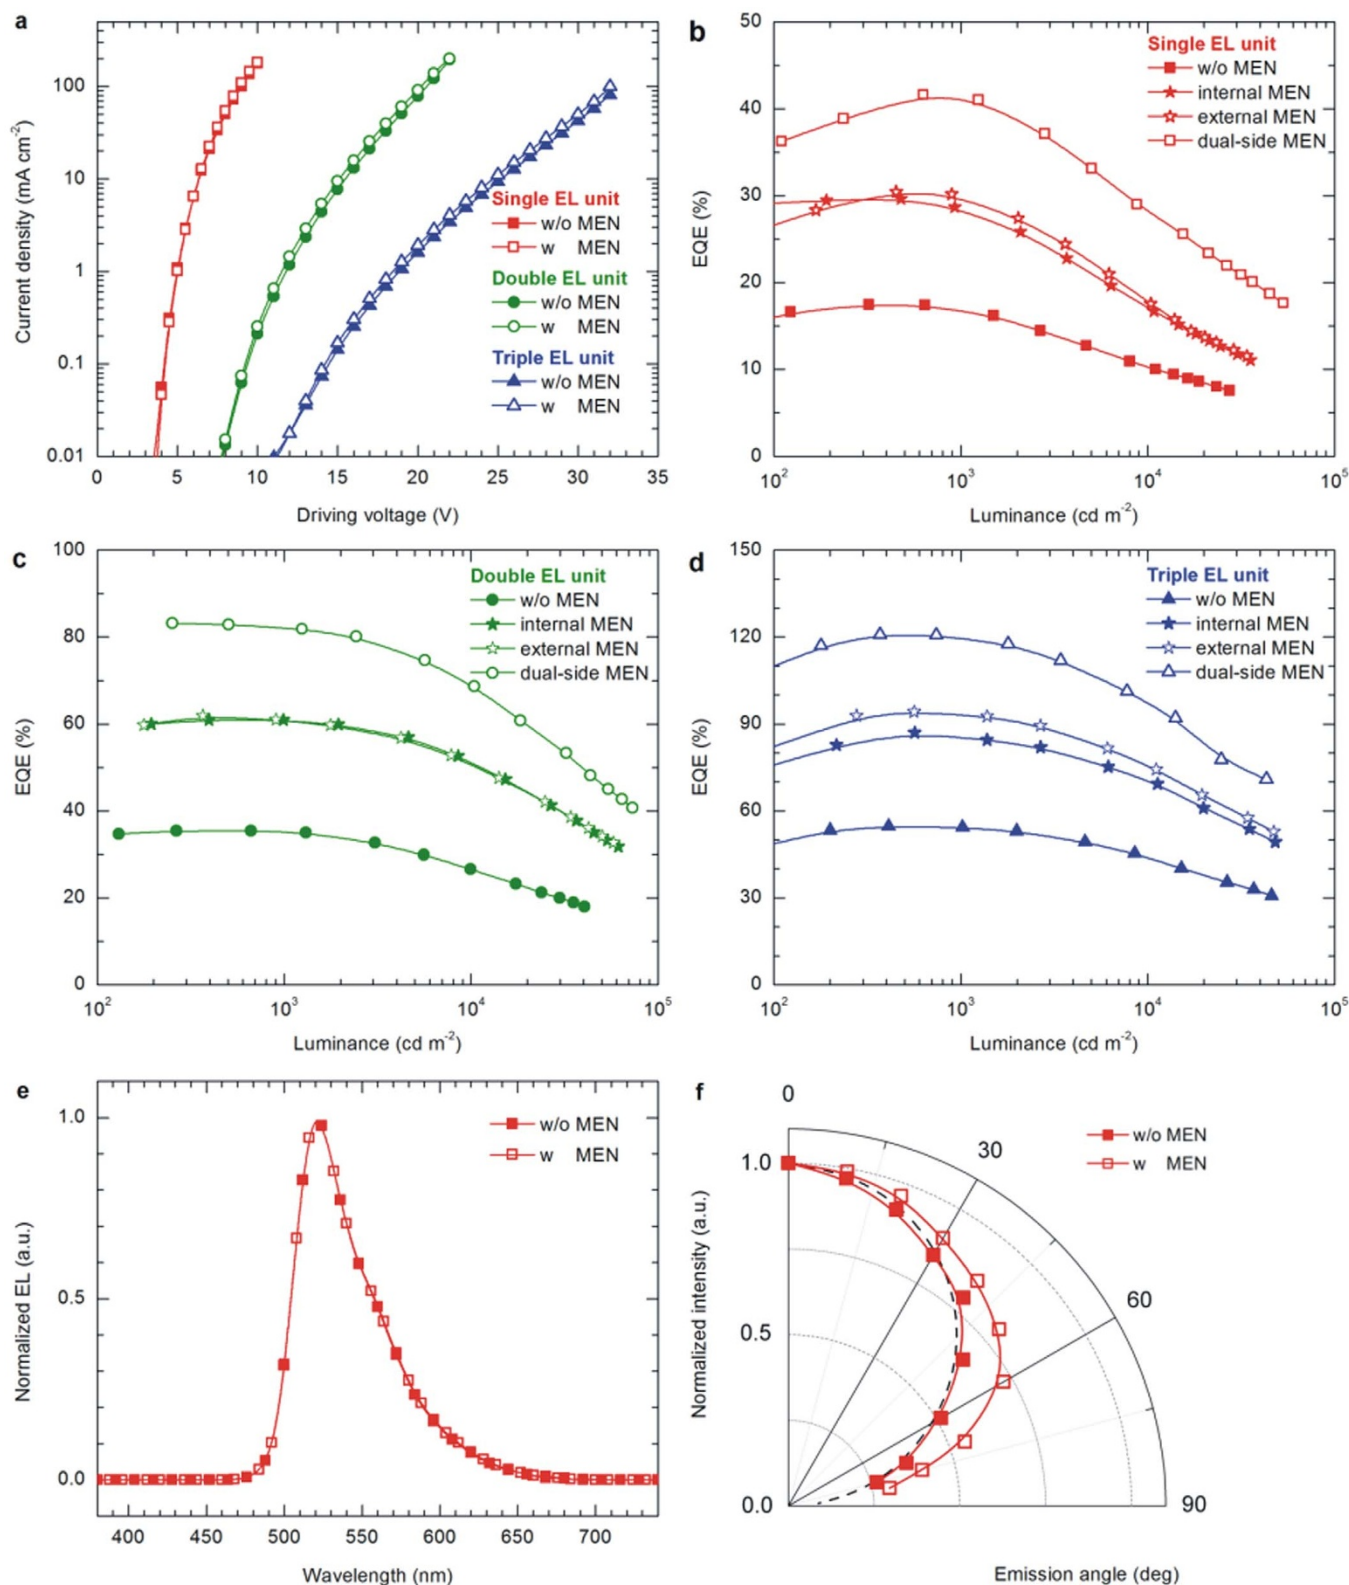 a
100
10
1
0.1
0.01
0 5 10 15 20 25 30 35
Current density (mA cm-2)
Driving voltage (V)
Single EL unit
w/o MEN
w MEN
Double EL unit
w/o MEN
w MEN
Triple EL unit
w/o MEN
w MEN
b
50
40
30
20
10
0
10² 10³ 10⁴ 10⁵
EQE (%)
Luminance (cd m-2)
Single EL unit
w/o MEN
internal MEN
external MEN
dual-side MEN
c
100
80
60
40
20
0
10² 10³ 10⁴ 10⁵
EQE (%)
Luminance (cd m-2)
Double EL unit
w/o MEN
internal MEN
external MEN
dual-side MEN
d
150
120
90
60
30
0
10² 10³ 10⁴ 10⁵
EQE (%)
Luminance (cd m-2)
Triple EL unit
w/o MEN
internal MEN
external MEN
dual-side MEN
e
1.0
0.5
0.0
400 450 500 550 600 650 700
Normalized EL (a.u.)
Wavelength (nm)
w/o MEN
w MEN
f
0
30
60
90
1.0
0.5
0.0
Normalized intensity (a.u.)
Emission angle (deg)
w/o MEN
w MEN